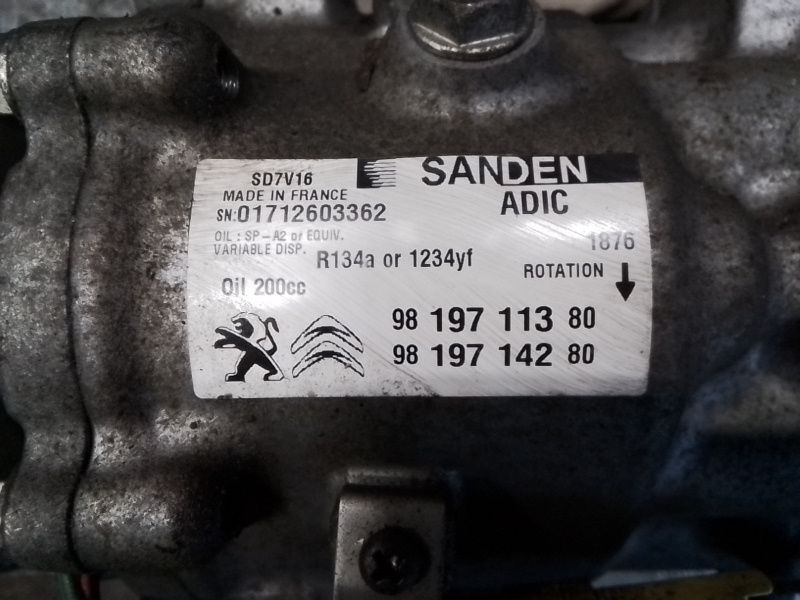 SD7V16
MADE IN FRANCE
SN:01712603362
OIL : SP-A2 or EQUIV.
VARIABLE DISP.
R134a or 1234yf
Oil 200cc
SANDEN
ADIC
1876
ROTATION
98 197 113 80
98 197 142 80